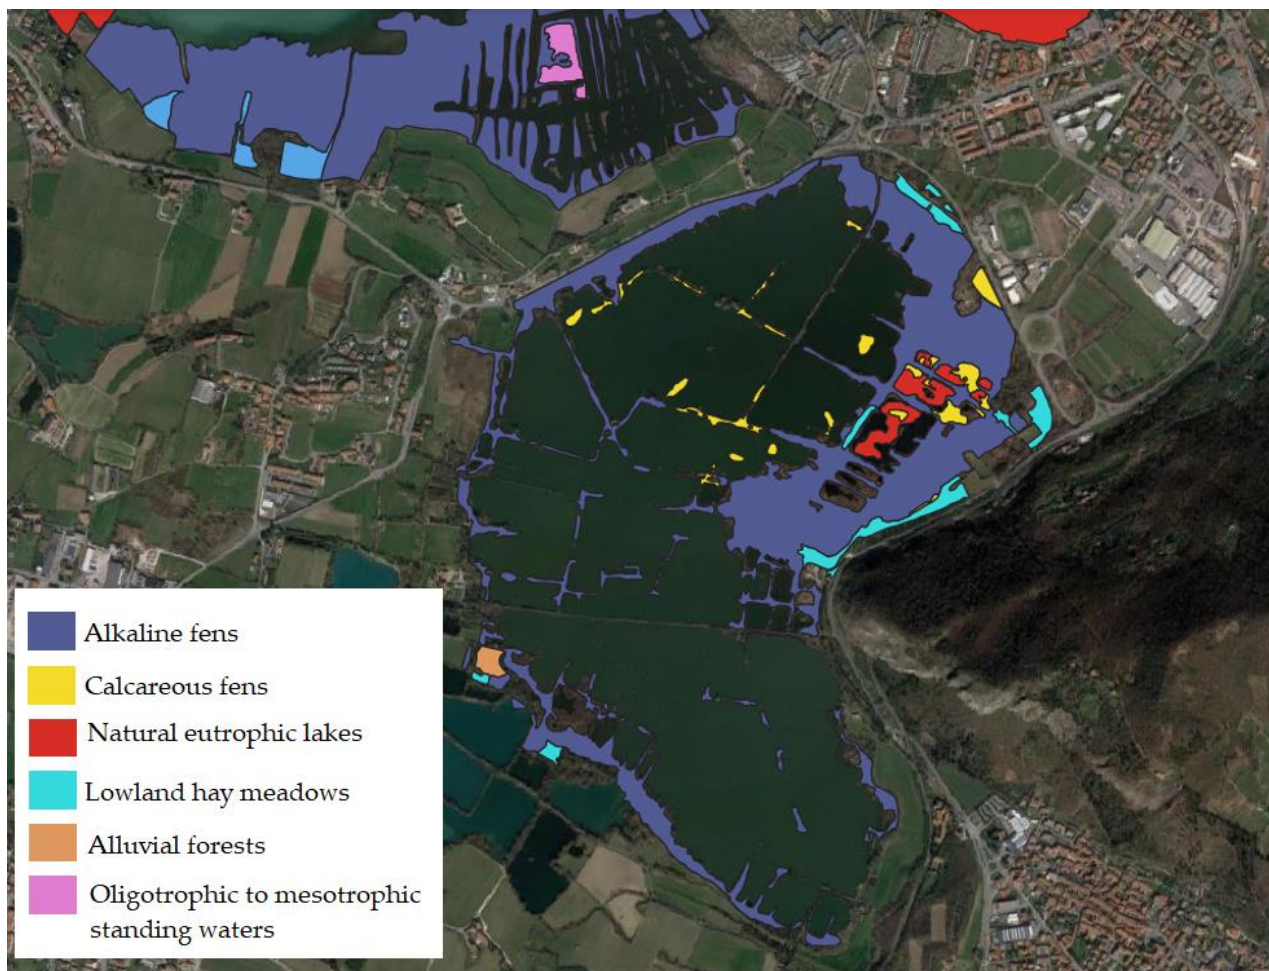 Alkaline fens
Calcareous fens
Natural eutrophic lakes
Lowland hay meadows
Alluvial forests
Oligotrophic to mesotrophic
standing waters